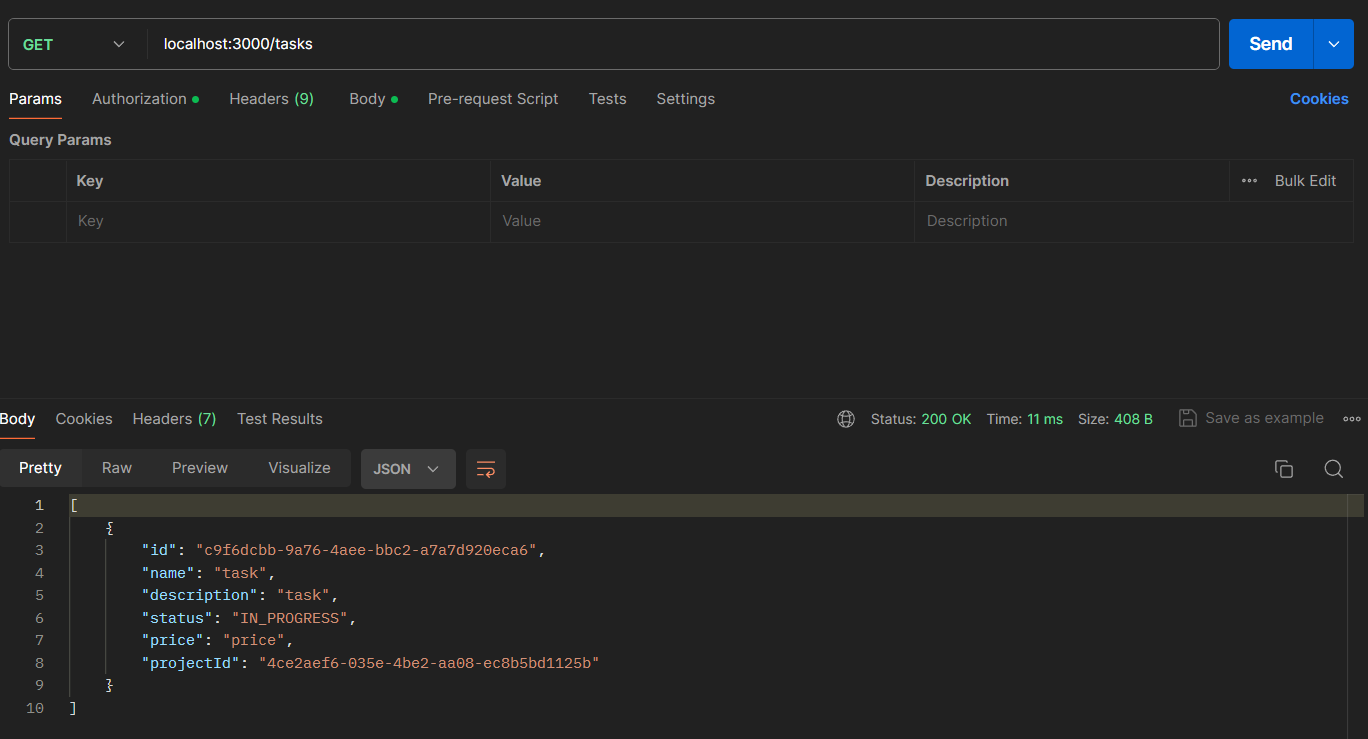 GET localhost:3000/tasks Send
Params Authorization Headers (9) Body Pre-request Script Tests Settings Cookies
Query Params
Key Value Description Bulk Edit
Key Value Description
Body Cookies Headers (7) Test Results Status: 200 OK Time: 11 ms Size: 408 B Save as example
Pretty Raw Preview Visualize JSON
1 [
2 {
3 "id": "c9f6dcbb-9a76-4aee-bbc2-a7a7d920eca6",
4 "name": "task",
5 "description": "task",
6 "status": "IN_PROGRESS",
7 "price": "price",
8 "projectId": "4ce2aef6-035e-4be2-aa08-ec8b5bd1125b"
9 }
10 ]